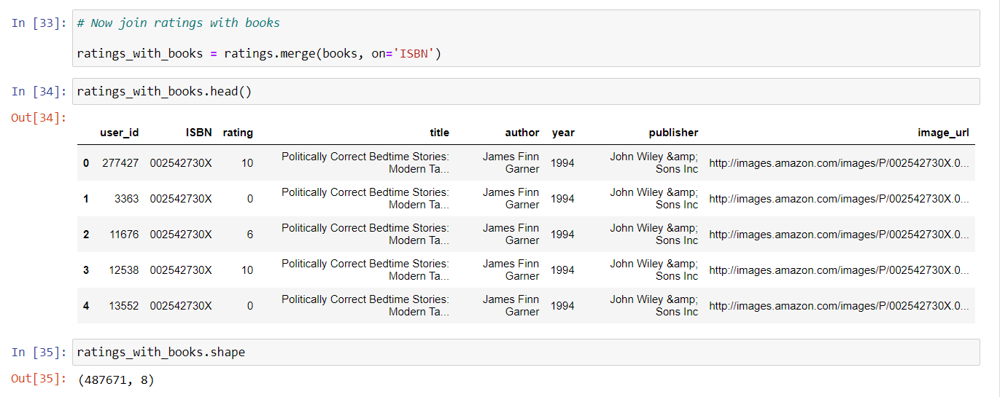 In [33]: # Now join ratings with books
ratings_with_books = ratings.merge(books, on='ISBN')
In [34]: ratings_with_books.head()
Out[34]:
user_id ISBN rating title author year publisher image_url
0 277427 002542730X 10 Politically Correct Bedtime Stories: Modern Ta... James Finn Garner 1994 John Wiley &amp; Sons Inc http://images.amazon.com/images/P/002542730X.0...
1 3363 002542730X 0 Politically Correct Bedtime Stories: Modern Ta... James Finn Garner 1994 John Wiley &amp; Sons Inc http://images.amazon.com/images/P/002542730X.0...
2 11676 002542730X 6 Politically Correct Bedtime Stories: Modern Ta... James Finn Garner 1994 John Wiley &amp; Sons Inc http://images.amazon.com/images/P/002542730X.0...
3 12538 002542730X 10 Politically Correct Bedtime Stories: Modern Ta... James Finn Garner 1994 John Wiley &amp; Sons Inc http://images.amazon.com/images/P/002542730X.0...
4 13552 002542730X 0 Politically Correct Bedtime Stories: Modern Ta... James Finn Garner 1994 John Wiley &amp; Sons Inc http://images.amazon.com/images/P/002542730X.0...
In [35]: ratings_with_books.shape
Out[35]: (487671, 8)